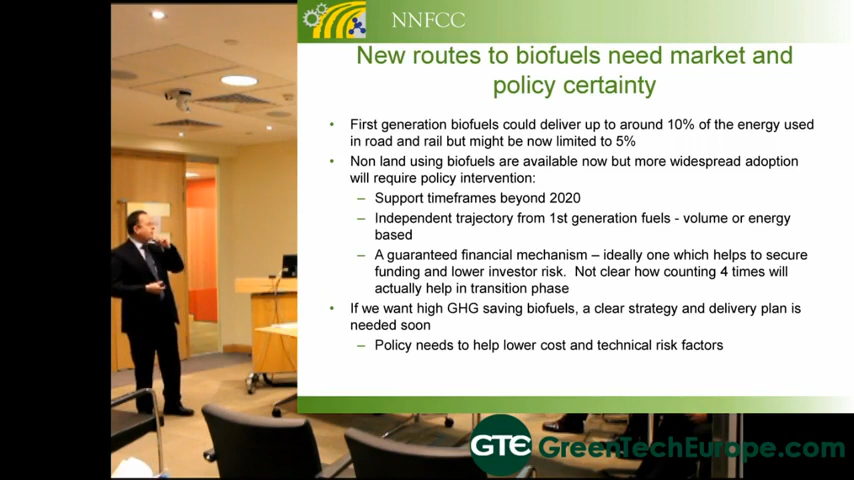 NNFCC
New routes to biofuels need market and
policy certainty
• First generation biofuels could deliver up to around 10% of the energy used
in road and rail but might be now limited to 5%
• Non land using biofuels are available now but more widespread adoption
will require policy intervention:
– Support timeframes beyond 2020
– Independent trajectory from 1st generation fuels - volume or energy
based
– A guaranteed financial mechanism – ideally one which helps to secure
funding and lower investor risk. Not clear how counting 4 times will
actually help in transition phase
• If we want high GHG saving biofuels, a clear strategy and delivery plan is
needed soon
– Policy needs to help lower cost and technical risk factors
GTE GreenTechEurope.com